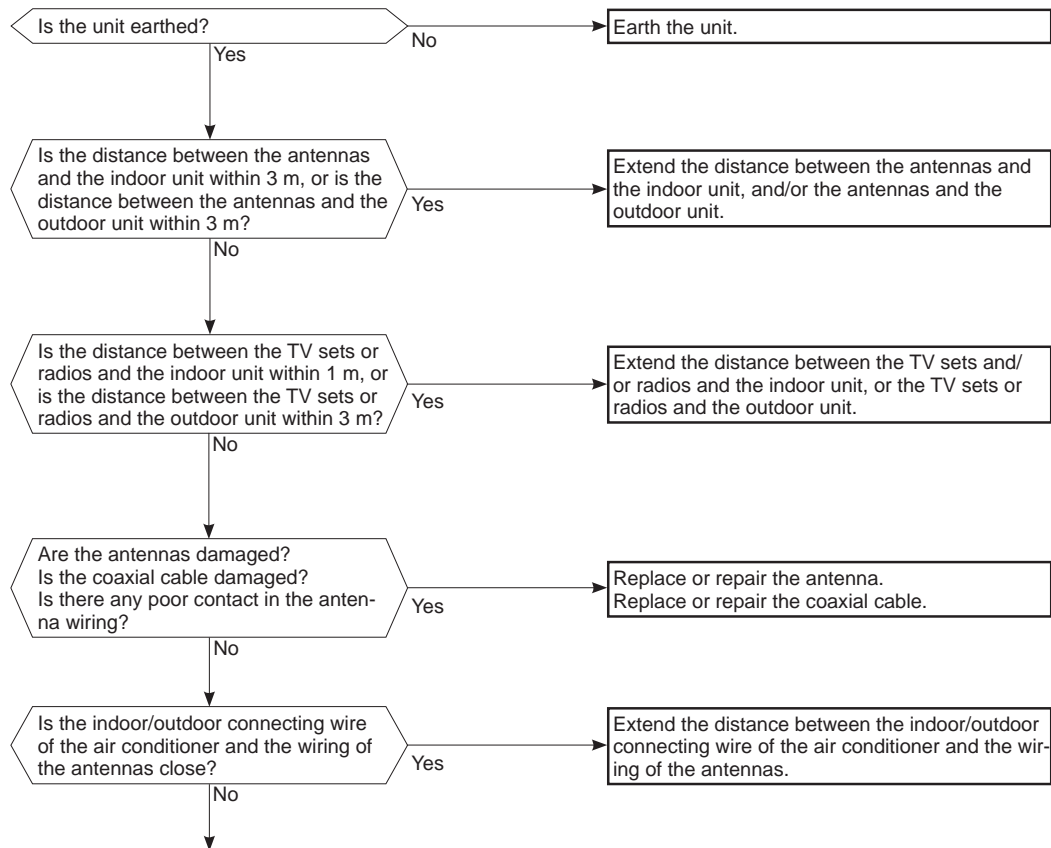 Is the unit earthed?
No
Earth the unit.
Yes
Is the distance between the antennas
and the indoor unit within 3 m, or is the
distance between the antennas and the
outdoor unit within 3 m?
Yes
Extend the distance between the antennas and
the indoor unit, and/or the antennas and the
outdoor unit.
No
Is the distance between the TV sets or
radios and the indoor unit within 1 m, or
is the distance between the TV sets or
radios and the outdoor unit within 3 m?
Yes
Extend the distance between the TV sets and/
or radios and the indoor unit, or the TV sets or
radios and the outdoor unit.
No
Are the antennas damaged?
Is the coaxial cable damaged?
Is there any poor contact in the anten-
na wiring?
Yes
Replace or repair the antenna.
Replace or repair the coaxial cable.
No
Is the indoor/outdoor connecting wire
of the air conditioner and the wiring of
the antennas close?
Yes
Extend the distance between the indoor/outdoor
connecting wire of the air conditioner and the wir-
ing of the antennas.
No